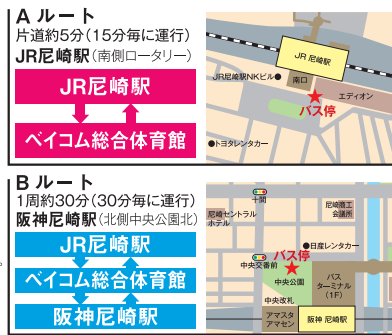 A ルート
片道約5分（15分毎に運行）
JR尼崎駅（南側ロータリー）
JR尼崎駅
ベイコム総合体育館
JR 尼崎駅
JR尼崎駅NKビル
南口
エディオン
バス停
トヨタレンタカー
B ルート
1周約30分（30分毎に運行）
阪神尼崎駅（北側中央公園北）
JR尼崎駅
ベイコム総合体育館
阪神尼崎駅
十間
尼崎セントラル
ホテル
尼崎商工
会議所
日産レンタカー
中央交番前
バス停
中央公園
バス
ターミナル
（1F）
中央改札
アマスタ
アマセン
阪神 尼崎駅